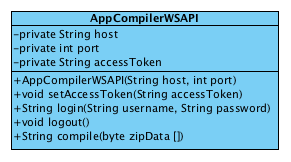 AppCompilerWSAPI
-private String host
-private int port
-private String accessToken
+AppCompilerWSAPI(String host, int port)
+void setAccessToken(String accessToken)
+String login(String username, String password)
+void logout()
+String compile(byte zipData [])